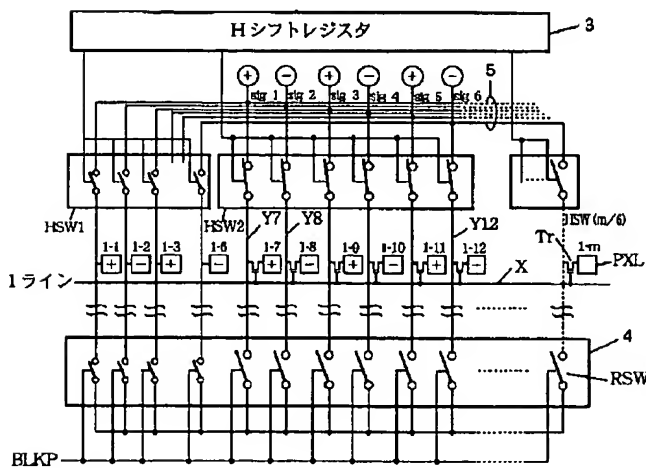 Hシフトレジスタ
3
+ - + - + -
5
sig 1 sig 2 sig 3 sig 4 sig 5 sig 6
HSW1
HSW2
HSW(m/6)
Y7
Y8
Y12
Tr
1-1 1-2 1-3 1-6 1-7 1-8 1-9 1-10 1-11 1-12 1-m
+ - + - + - + - + -
PXL
1ライン
X
4
RSW
BLKP